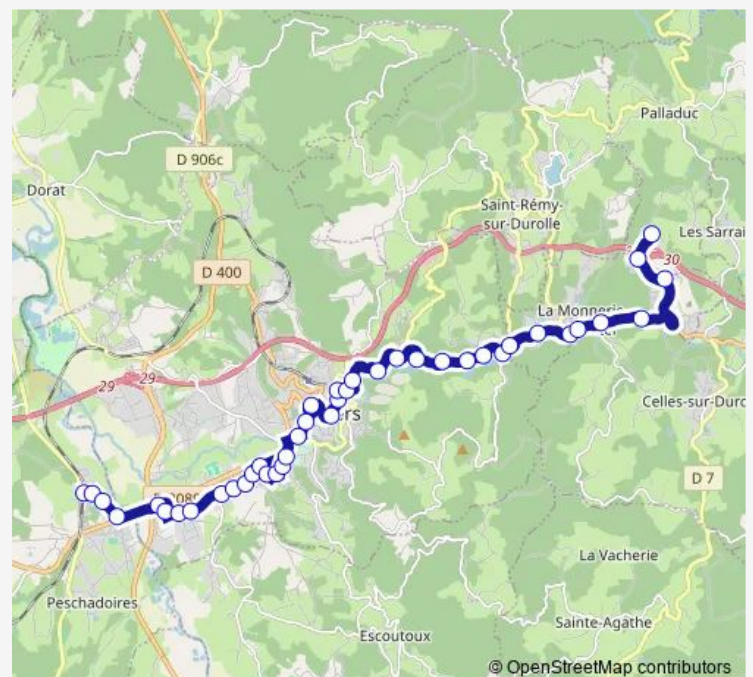 Palladuc
D 906c
Dorat
Saint-Rémy-
sur-Durolle
Les Sarrai
30
D 400
La Monnerie
29
29
Celles-sur-Duro
D 7
Peschadoires
La Vacherie
Sainte-Agathe
Escoutoux
© OpenStreetMap contributors